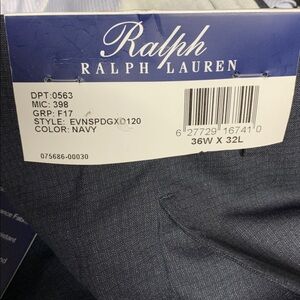 Ralph
RALPH LAUREN
DPT:0563
MIC: 398
GRP: F17
STYLE: EVNSPDGXD120
COLOR: NAVY
6 27729 16741 0
36W X 32L
075686-00030